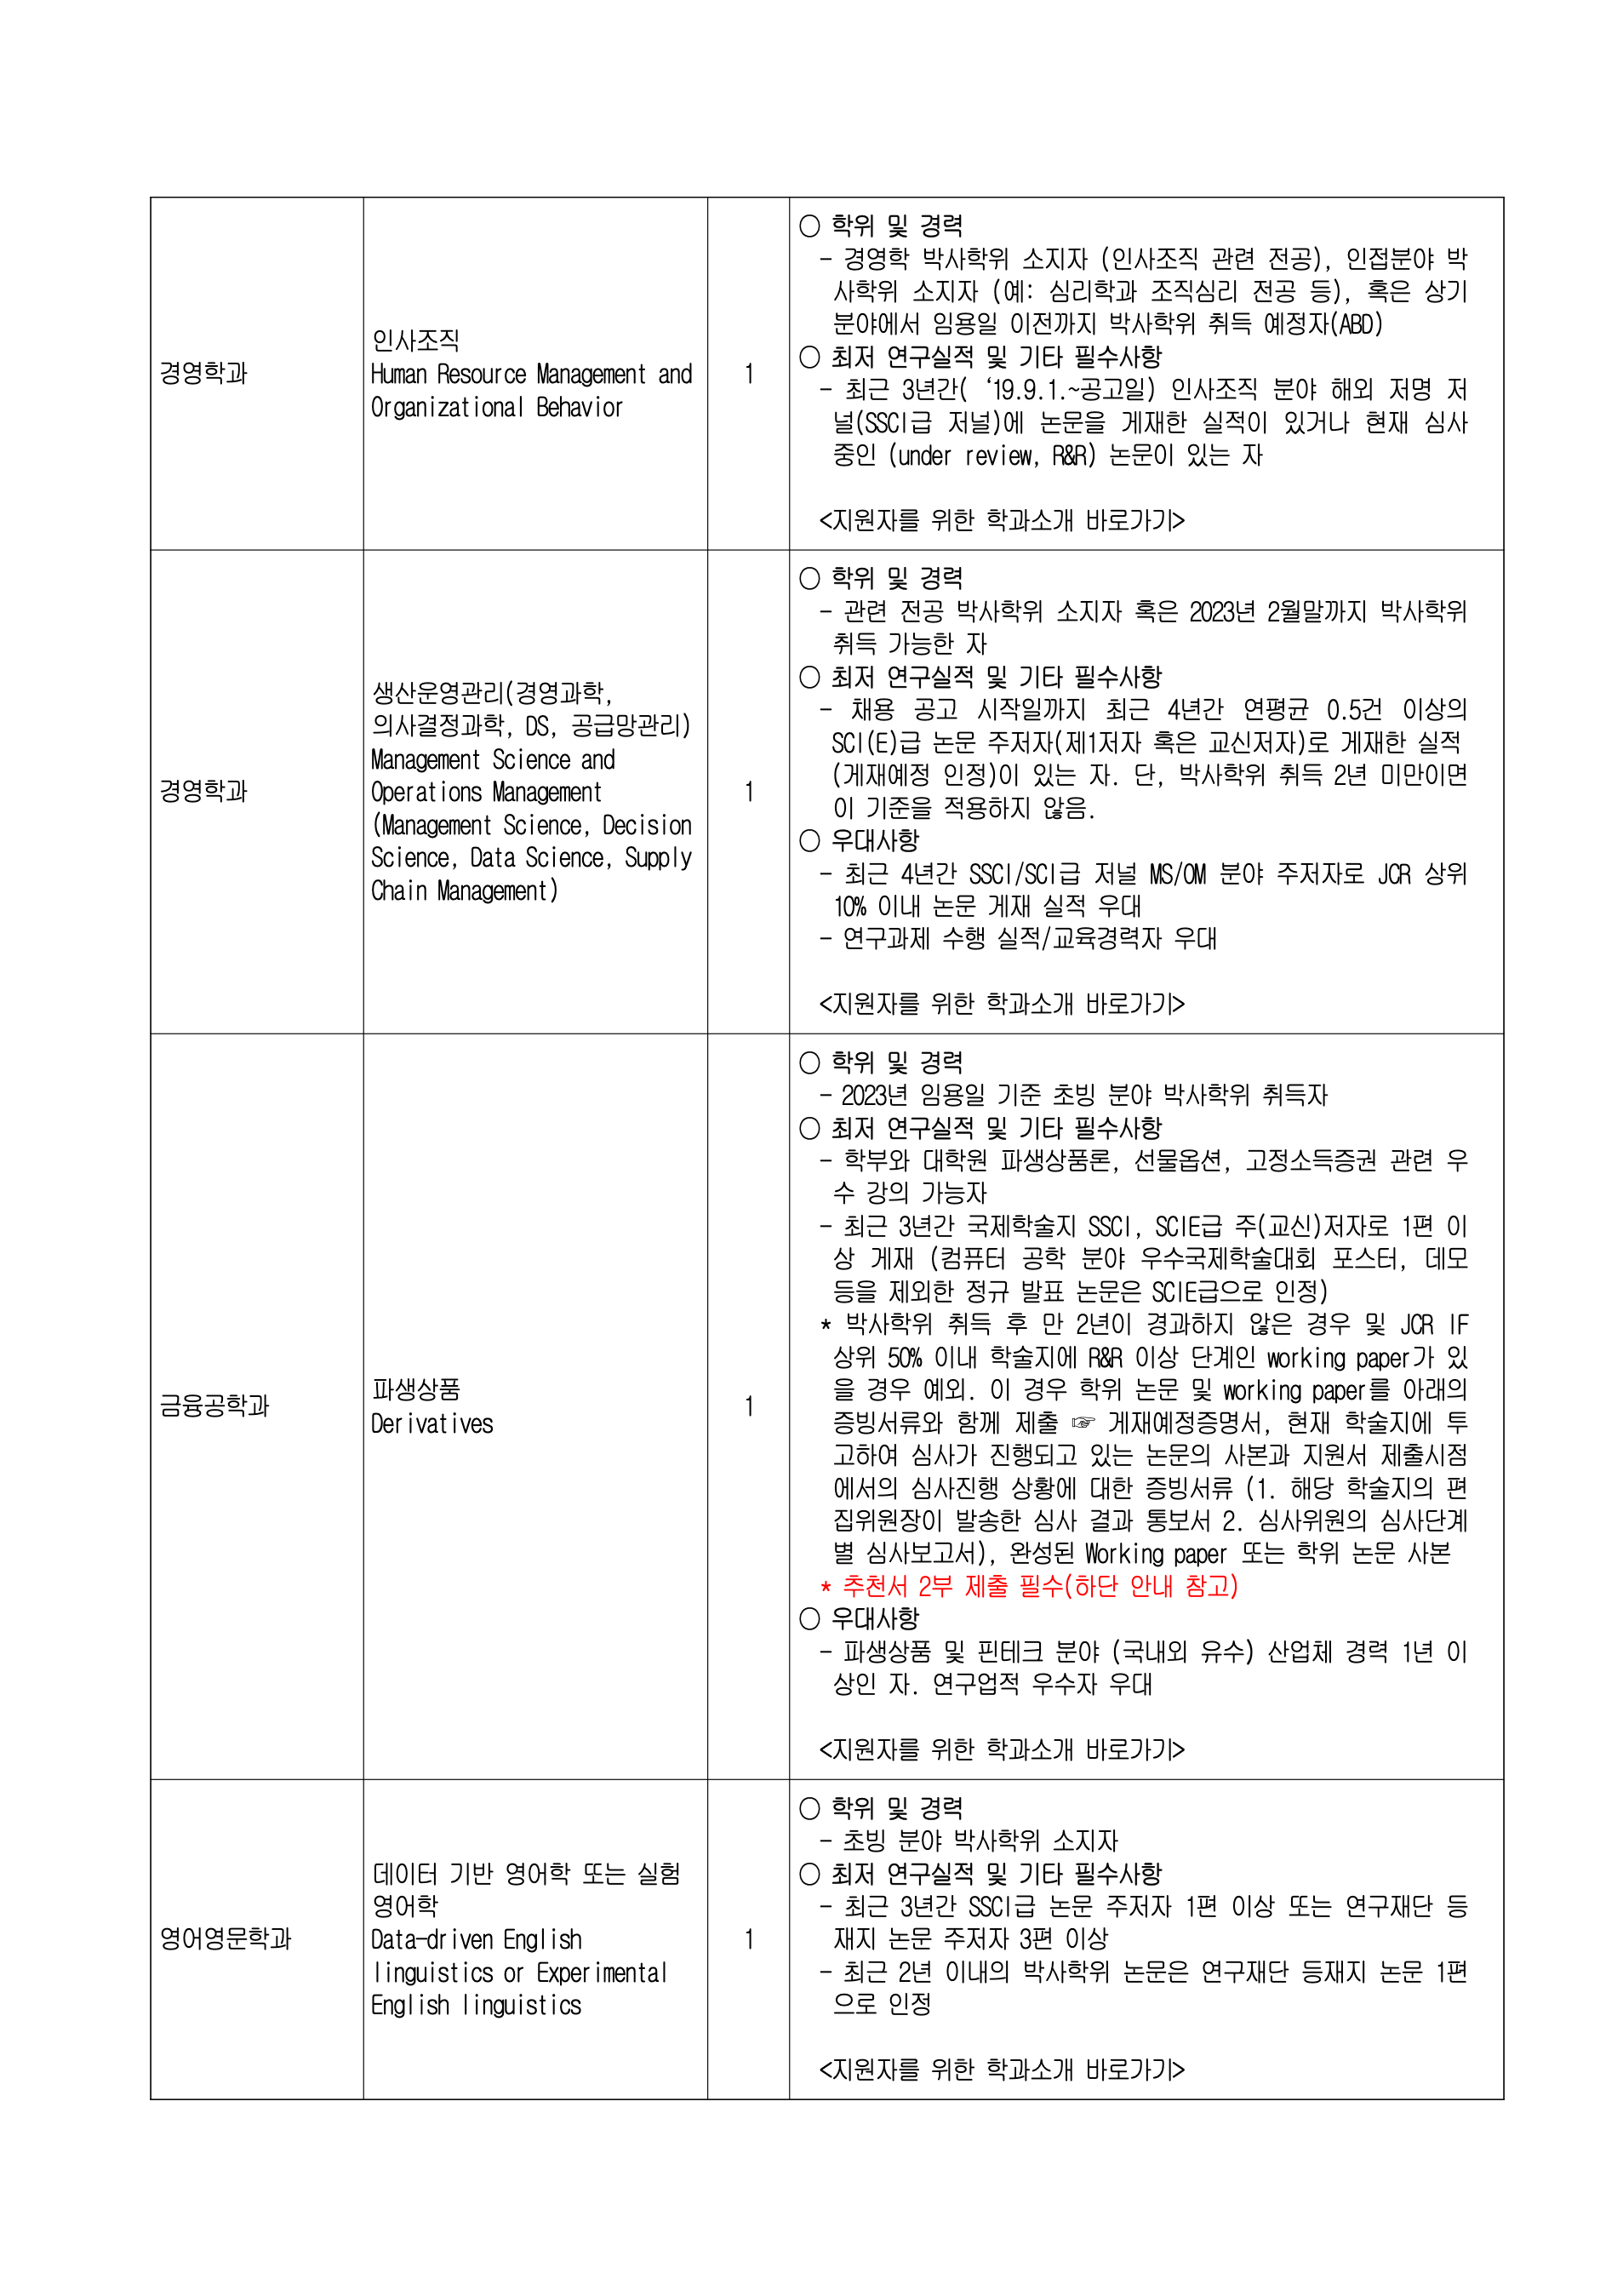 경영학과
인사조직
Human Resource Management and
Organizational Behavior
1
○ 학위 및 경력
- 경영학 박사학위 소지자 (인사조직 관련 전공), 인접분야 박
사학위 소지자 (예: 심리학과 조직심리 전공 등), 혹은 상기
분야에서 임용일 이전까지 박사학위 취득 예정자(ABD)
○ 최저 연구실적 및 기타 필수사항
- 최근 3년간( ‘19.9.1.~공고일) 인사조직 분야 해외 저명 저
널(SSCI급 저널)에 논문을 게재한 실적이 있거나 현재 심사
중인 (under review, R&R) 논문이 있는 자
<지원자를 위한 학과소개 바로가기>
경영학과
생산운영관리(경영과학,
의사결정과학, DS, 공급망관리)
Management Science and
Operations Management
(Management Science, Decision
Science, Data Science, Supply
Chain Management)
1
○ 학위 및 경력
- 관련 전공 박사학위 소지자 혹은 2023년 2월말까지 박사학위
취득 가능한 자
○ 최저 연구실적 및 기타 필수사항
- 채용 공고 시작일까지 최근 4년간 연평균 0.5건 이상의
SCI(E)급 논문 주저자(제1저자 혹은 교신저자)로 게재한 실적
(게재예정 인정)이 있는 자. 단, 박사학위 취득 2년 미만이면
이 기준을 적용하지 않음.
○ 우대사항
- 최근 4년간 SSCI/SCI급 저널 MS/OM 분야 주저자로 JCR 상위
10% 이내 논문 게재 실적 우대
- 연구과제 수행 실적/교육경력자 우대
<지원자를 위한 학과소개 바로가기>
금융공학과
파생상품
Derivatives
1
○ 학위 및 경력
- 2023년 임용일 기준 초빙 분야 박사학위 취득자
○ 최저 연구실적 및 기타 필수사항
- 학부와 대학원 파생상품론, 선물옵션, 고정소득증권 관련 우
수 강의 가능자
- 최근 3년간 국제학술지 SSCI, SCIE급 주(교신)저자로 1편 이
상 게재 (컴퓨터 공학 분야 우수국제학술대회 포스터, 데모
등을 제외한 정규 발표 논문은 SCIE급으로 인정)
* 박사학위 취득 후 만 2년이 경과하지 않은 경우 및 JCR IF
상위 50% 이내 학술지에 R&R 이상 단계인 working paper가 있
을 경우 예외. 이 경우 학위 논문 및 working paper를 아래의
증빙서류와 함께 제출 ☞ 게재예정증명서, 현재 학술지에 투
고하여 심사가 진행되고 있는 논문의 사본과 지원서 제출시점
에서의 심사진행 상황에 대한 증빙서류 (1. 해당 학술지의 편
집위원장이 발송한 심사 결과 통보서 2. 심사위원의 심사단계
별 심사보고서), 완성된 Working paper 또는 학위 논문 사본
* 추천서 2부 제출 필수(하단 안내 참고)
○ 우대사항
- 파생상품 및 핀테크 분야 (국내외 유수) 산업체 경력 1년 이
상인 자. 연구업적 우수자 우대
<지원자를 위한 학과소개 바로가기>
영어영문학과
데이터 기반 영어학 또는 실험
영어학
Data-driven English
linguistics or Experimental
English linguistics
1
○ 학위 및 경력
- 초빙 분야 박사학위 소지자
○ 최저 연구실적 및 기타 필수사항
- 최근 3년간 SSCI급 논문 주저자 1편 이상 또는 연구재단 등
재지 논문 주저자 3편 이상
- 최근 2년 이내의 박사학위 논문은 연구재단 등재지 논문 1편
으로 인정
<지원자를 위한 학과소개 바로가기>